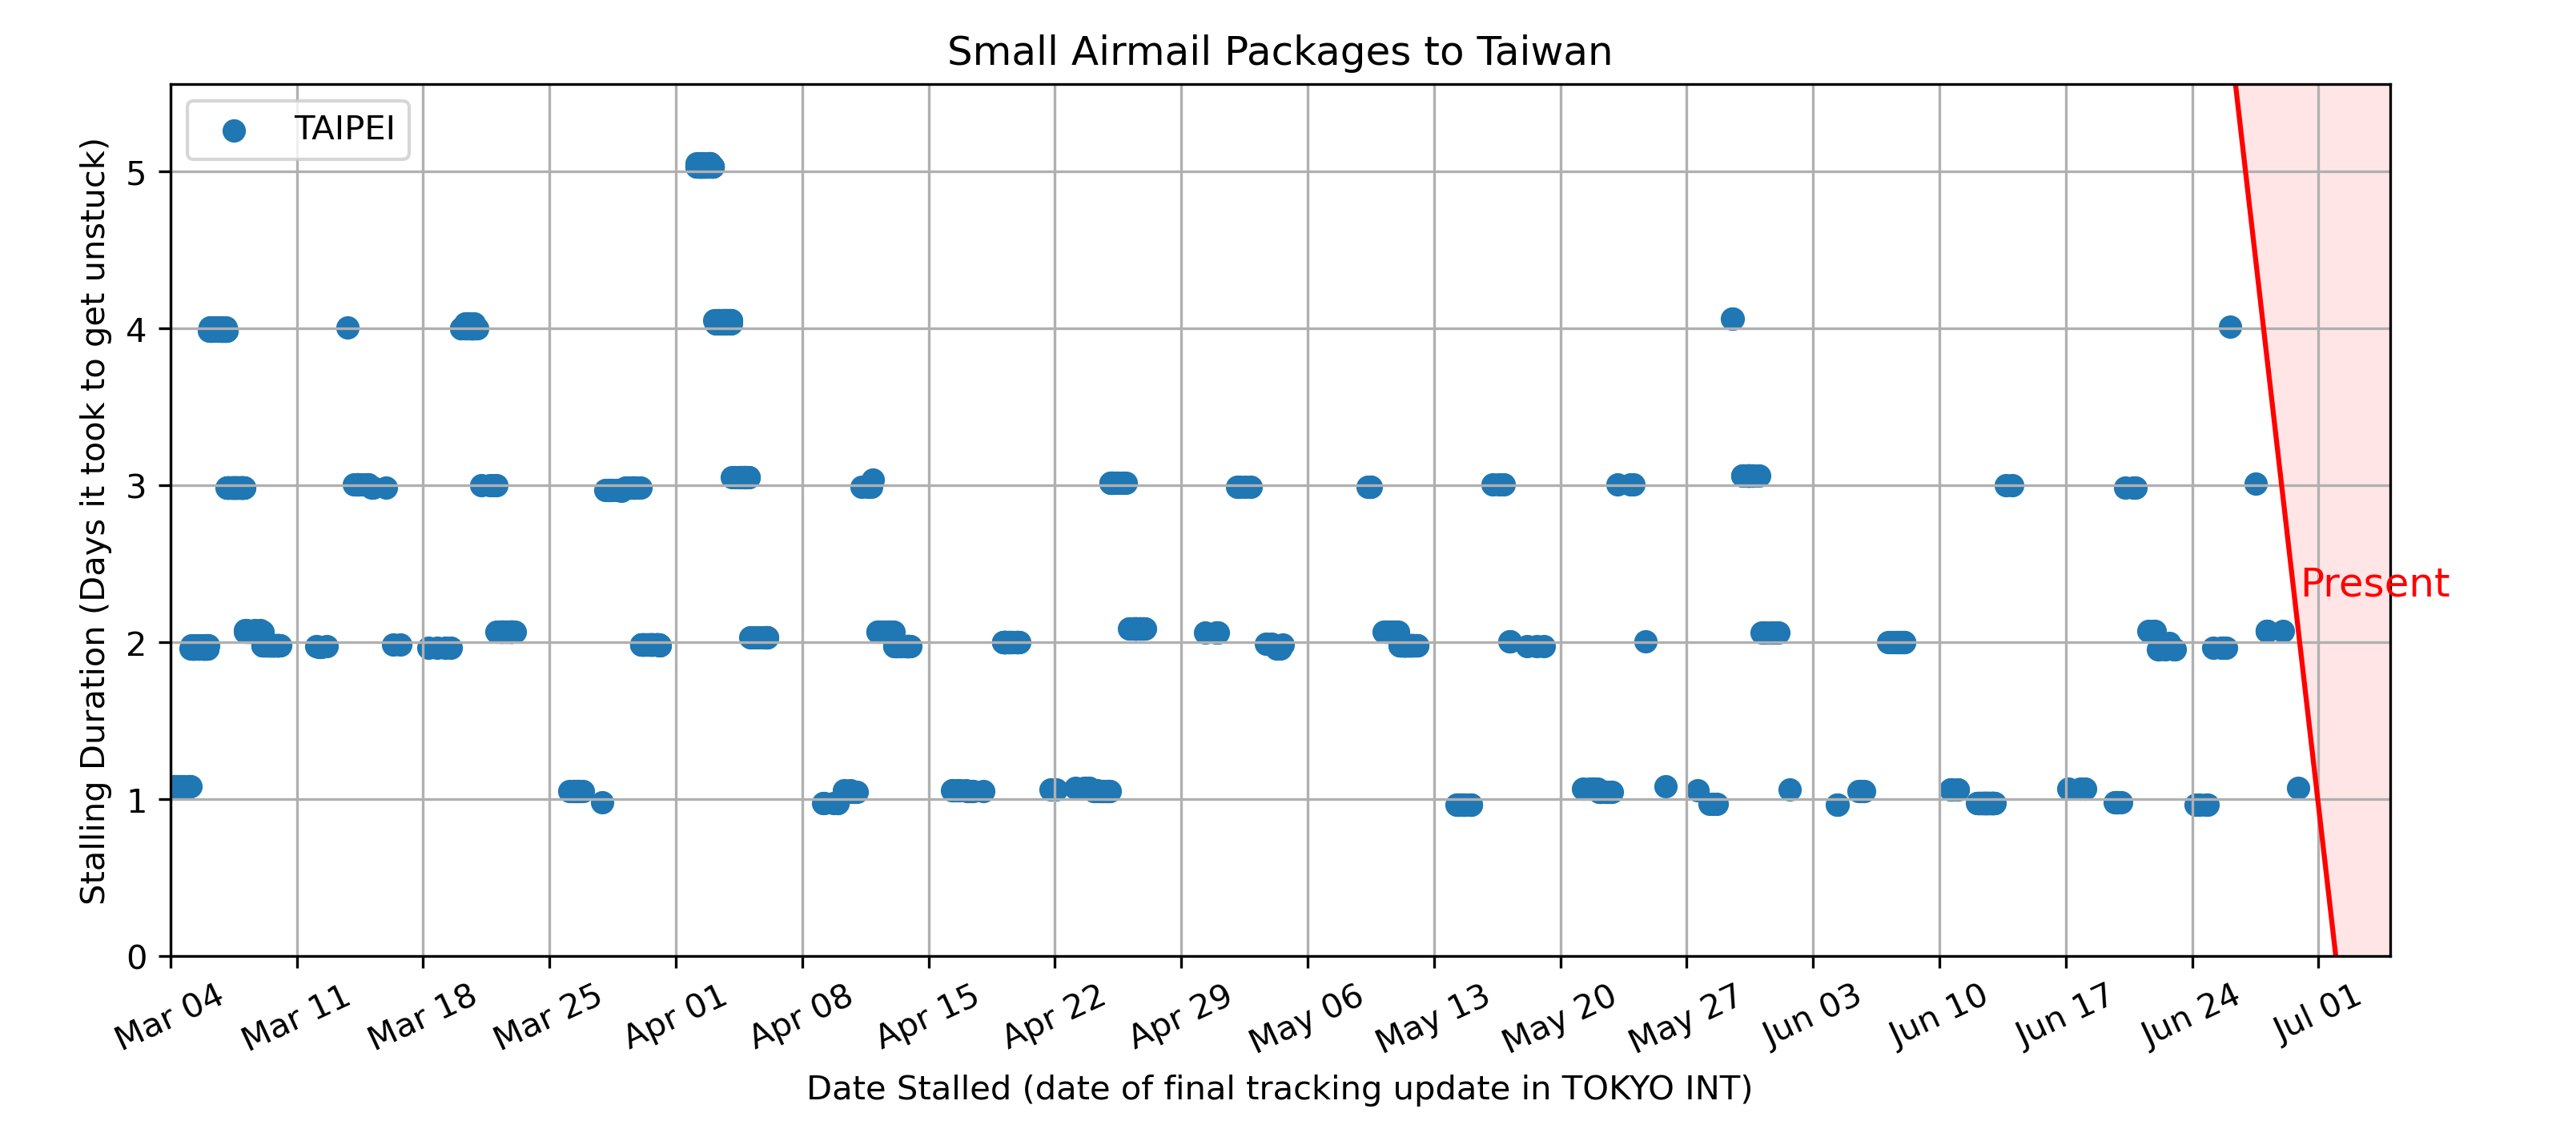 Small Airmail Packages to Taiwan
TAIPEI
Stalling Duration (Days it took to get unstuck)
5
4
3
2
1
0
Present
Mar 04
Mar 11
Mar 18
Mar 25
Apr 01
Apr 08
Apr 15
Apr 22
Apr 29
May 06
May 13
May 20
May 27
Jun 03
Jun 10
Jun 17
Jun 24
Jul 01
Date Stalled (date of final tracking update in TOKYO INT)